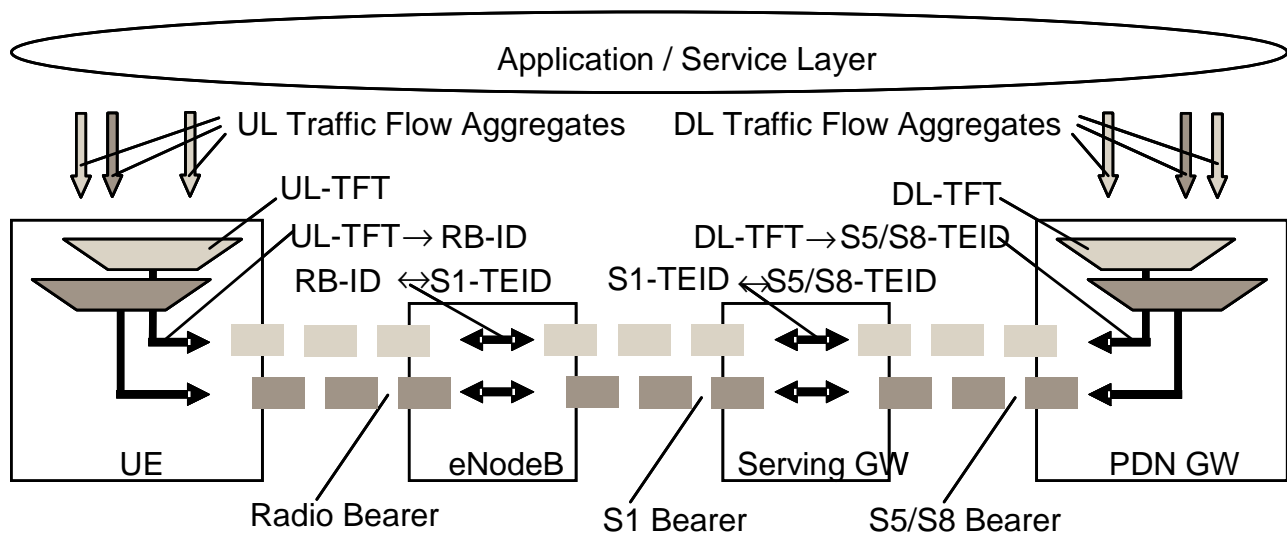 Application / Service Layer
UL Traffic Flow Aggregates
DL Traffic Flow Aggregates
UL-TFT
DL-TFT
UL-TFT → RB-ID
DL-TFT → S5/S8-TEID
RB-ID ↔ S1-TEID
S1-TEID ↔ S5/S8-TEID
UE
eNodeB
Serving GW
PDN GW
Radio Bearer
S1 Bearer
S5/S8 Bearer